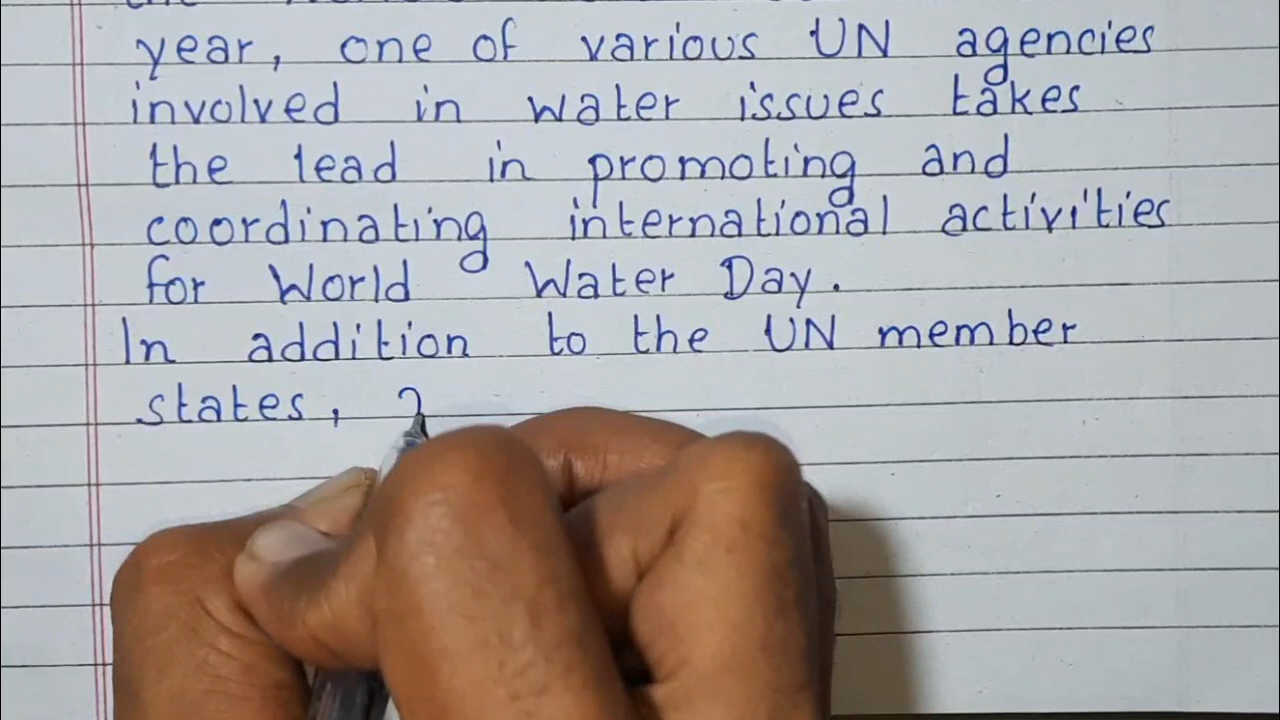 year, one of various UN agencies
involved in water issues takes
the lead in promoting and
coordinating international activities
for World Water Day.
In addition to the UN member
states,